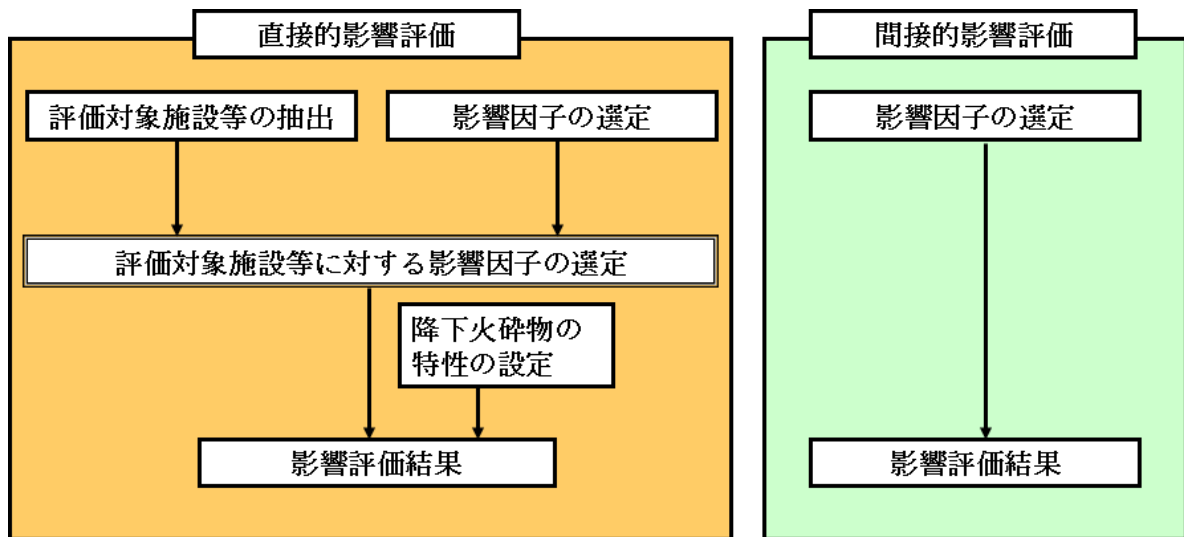 直接的影響評価
評価対象施設等の抽出
影響因子の選定
評価対象施設等に対する影響因子の選定
降下火砕物の
特性の設定
影響評価結果
間接的影響評価
影響因子の選定
影響評価結果